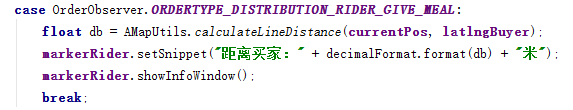 case OrderObserver.ORDERTYPE_DISTRIBUTION_RIDER_GIVE_MEAL:
float db = AMapUtils.calculateLineDistance(currentPos, latlngBuyer);
markerRider.setSnippet("距离买家：" + decimalFormat.format(db) + "米");
markerRider.showInfoWindow();
break;